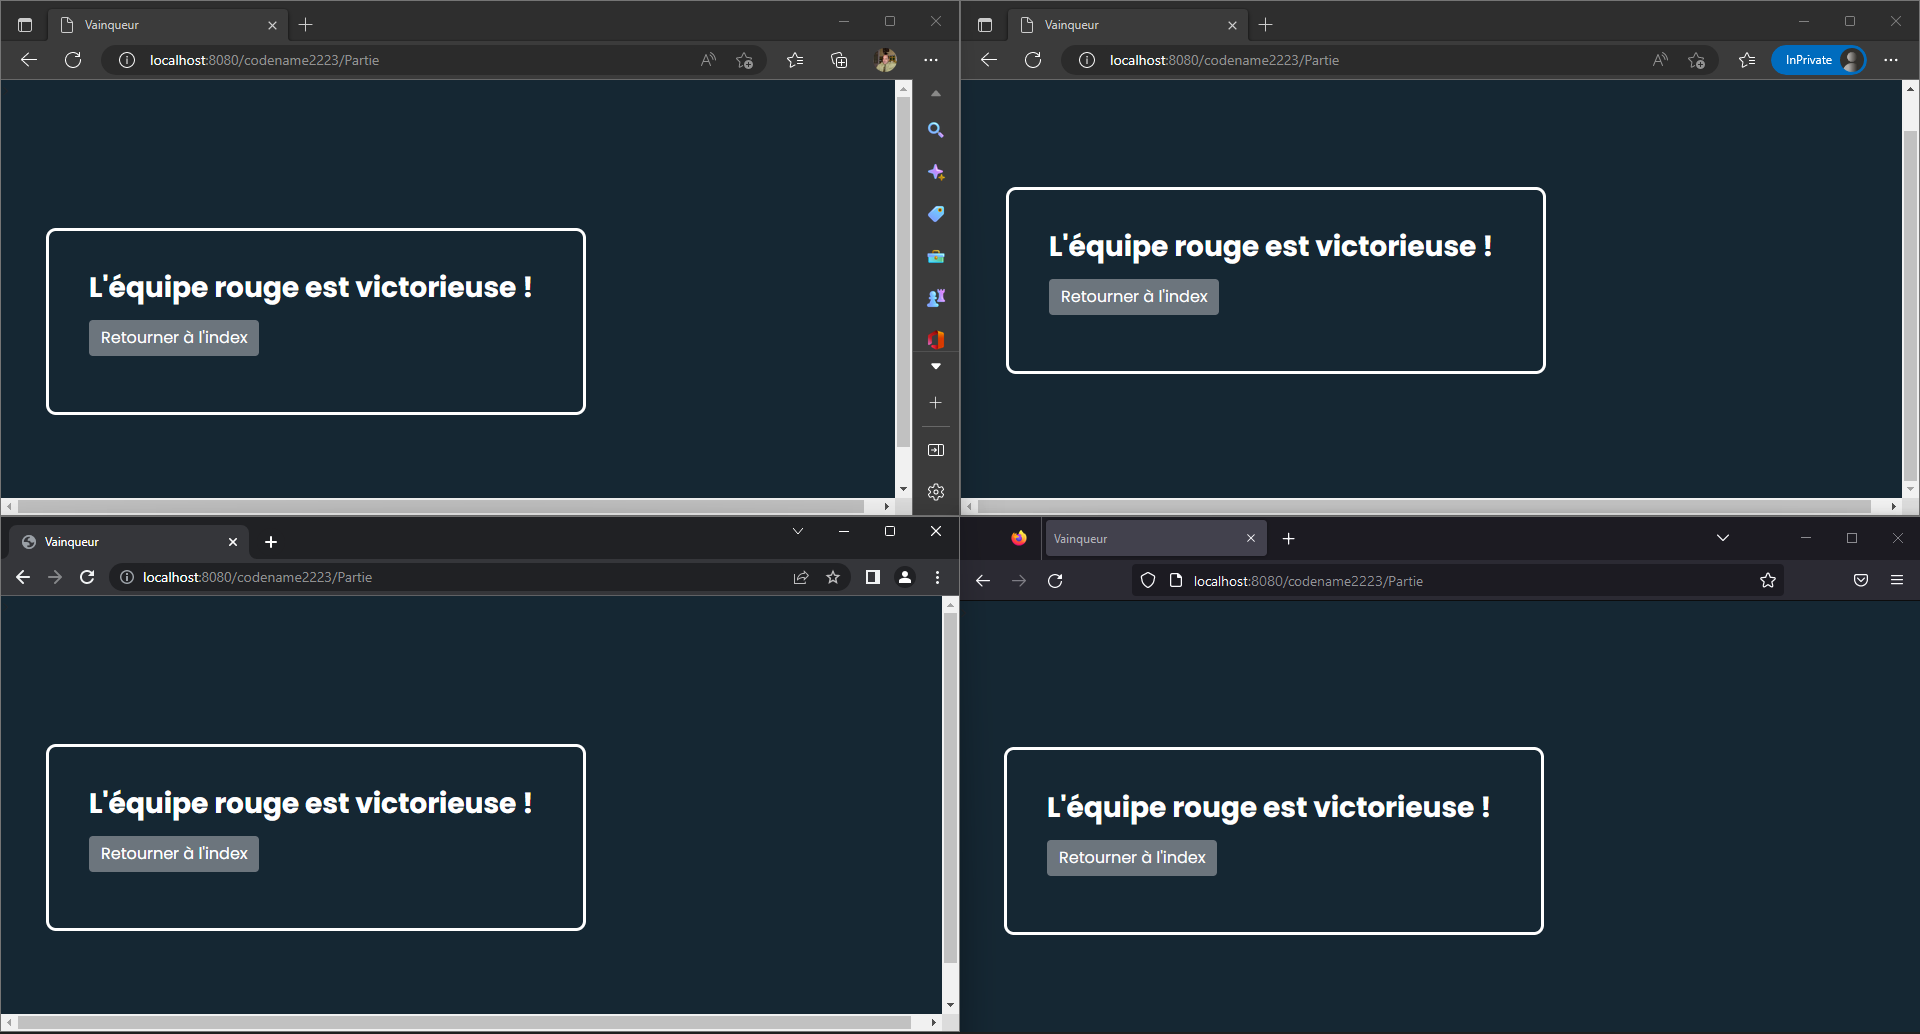 Vainqueur
localhost:8080/codename2223/Partie
L'équipe rouge est victorieuse !
Retourner à l'index
Vainqueur
localhost:8080/codename2223/Partie
InPrivate
L'équipe rouge est victorieuse !
Retourner à l'index
Vainqueur
localhost:8080/codename2223/Partie
L'équipe rouge est victorieuse !
Retourner à l'index
Vainqueur
localhost:8080/codename2223/Partie
L'équipe rouge est victorieuse !
Retourner à l'index